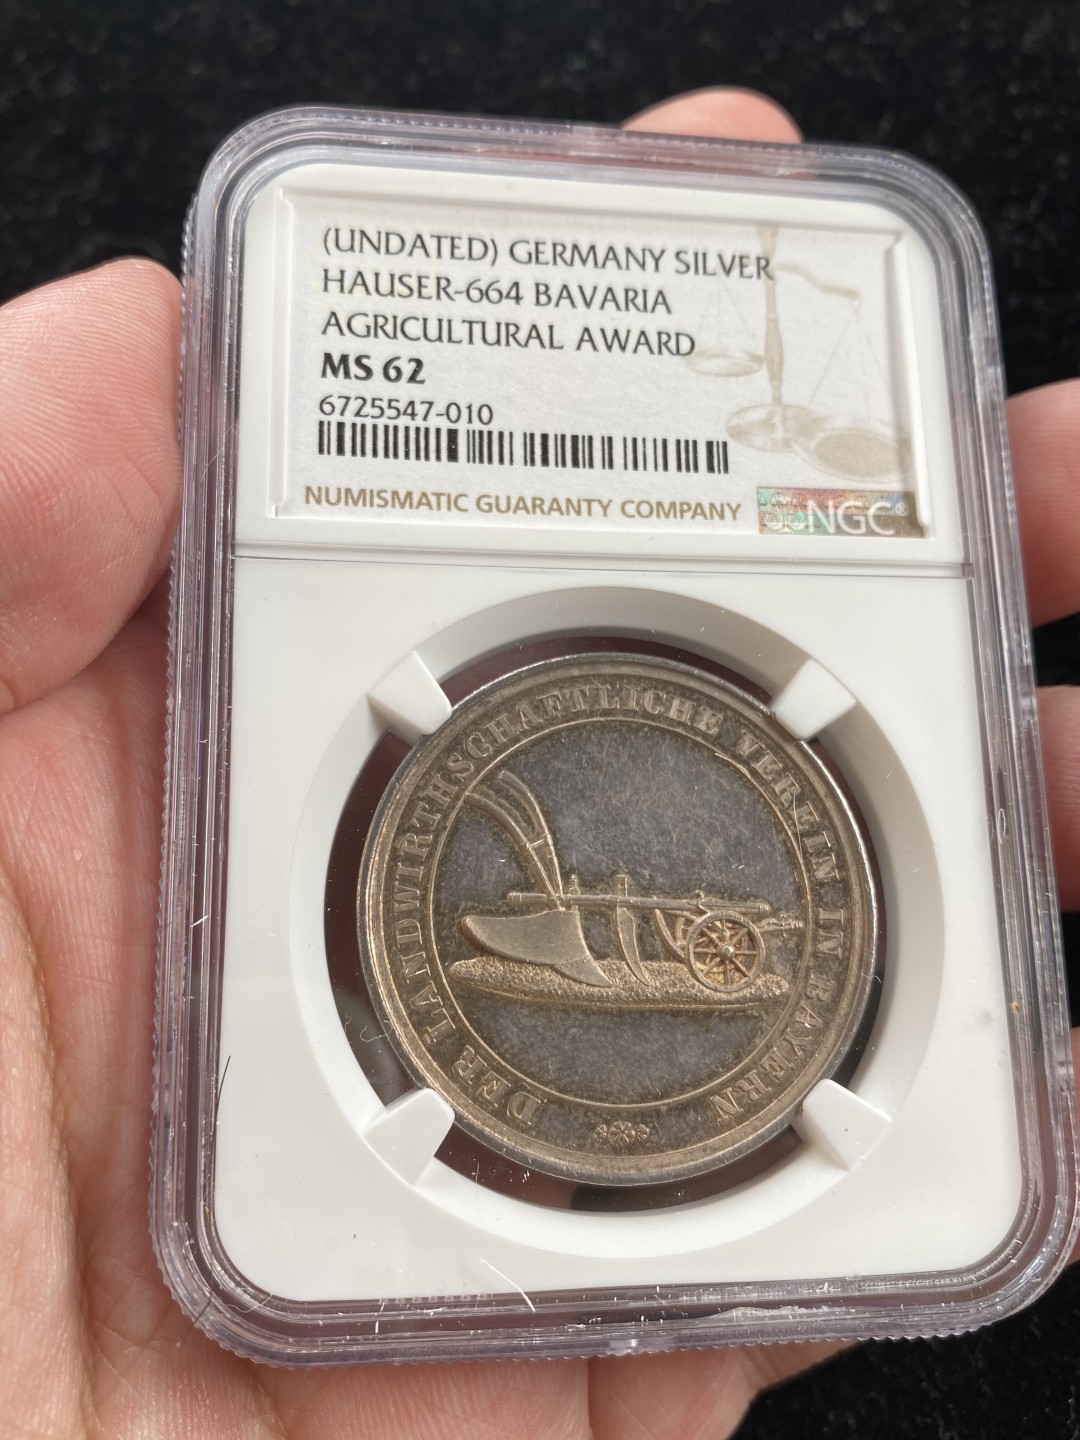 (UNDATED) GERMANY SILVER
HAUSER-664 BAVARIA
AGRICULTURAL AWARD
MS 62
6725547-010
NUMISMATIC GUARANTY COMPANY
NGC®
DER LANDWIRTHSCHAFTLICHE VEREIN IN BAYERN